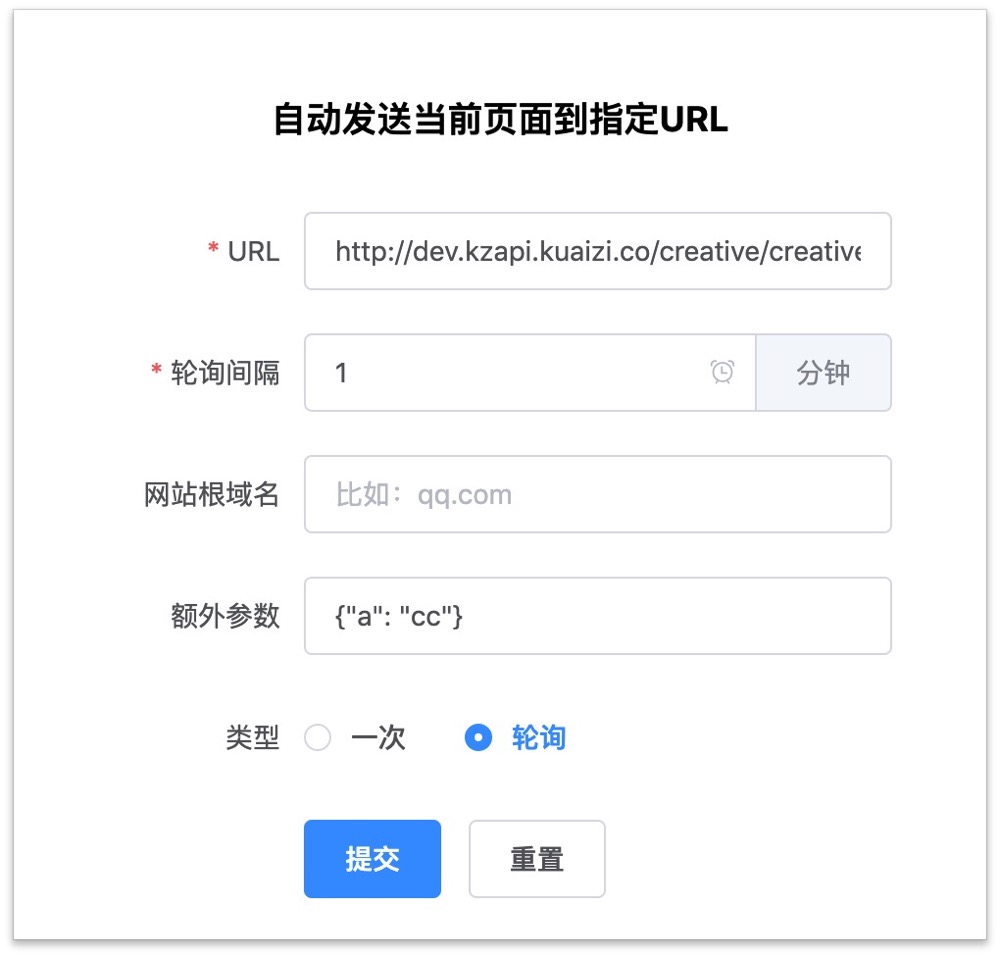 自动发送当前页面到指定URL
* URL http://dev.kzapi.kuaizi.co/creative/creative
* 轮询间隔 1 分钟
网站根域名 比如：qq.com
额外参数 {"a": "cc"}
类型 一次 轮询
提交 重置